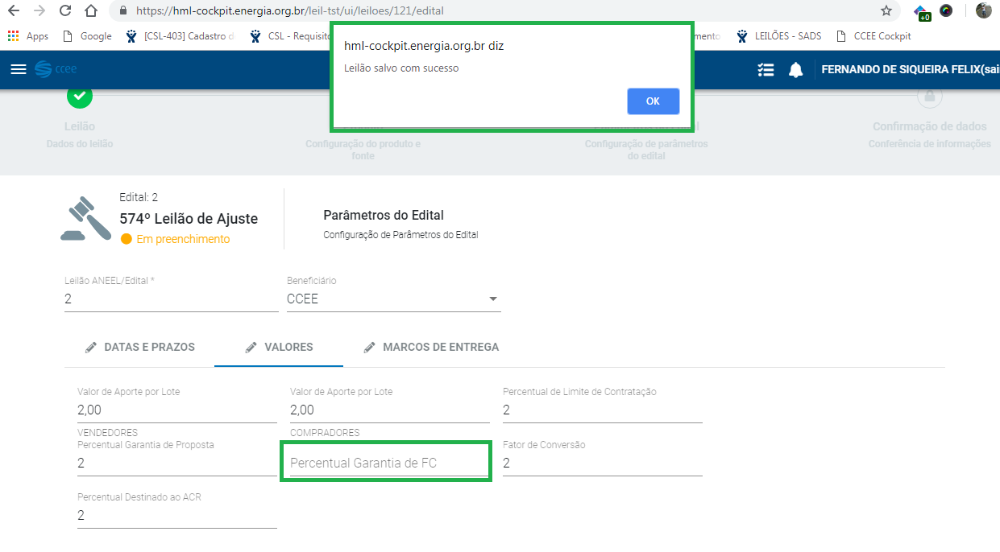 https://hml-cockpit.energia.org.br/leil-tst/ui/leiloes/121/edital
+0
Apps
Google
[CSL-403] Cadastro d
CSL - Requisito
mento
LEILÕES - SADS
CCEE Cockpit
hml-cockpit.energia.org.br diz
Leilão salvo com sucesso
OK
ccee
FERNANDO DE SIQUEIRA FELIX(sai
Leilão
Dados do leilão
Configuração do produto e
fonte
Configuração de parâmetros
do edital
Confirmação de dados
Conferência de informações
Edital: 2
574º Leilão de Ajuste
Em preenchimento
Parâmetros do Edital
Configuração de Parâmetros do Edital
Leilão ANEEL/Edital *
2
Beneficiário
CCEE
DATAS E PRAZOS
VALORES
MARCOS DE ENTREGA
Valor de Aporte por Lote
2,00
VENDEDORES
Valor de Aporte por Lote
2,00
COMPRADORES
Percentual de Limite de Contratação
2
Percentual Garantia de Proposta
2
Percentual Garantia de FC
Fator de Conversão
2
Percentual Destinado ao ACR
2